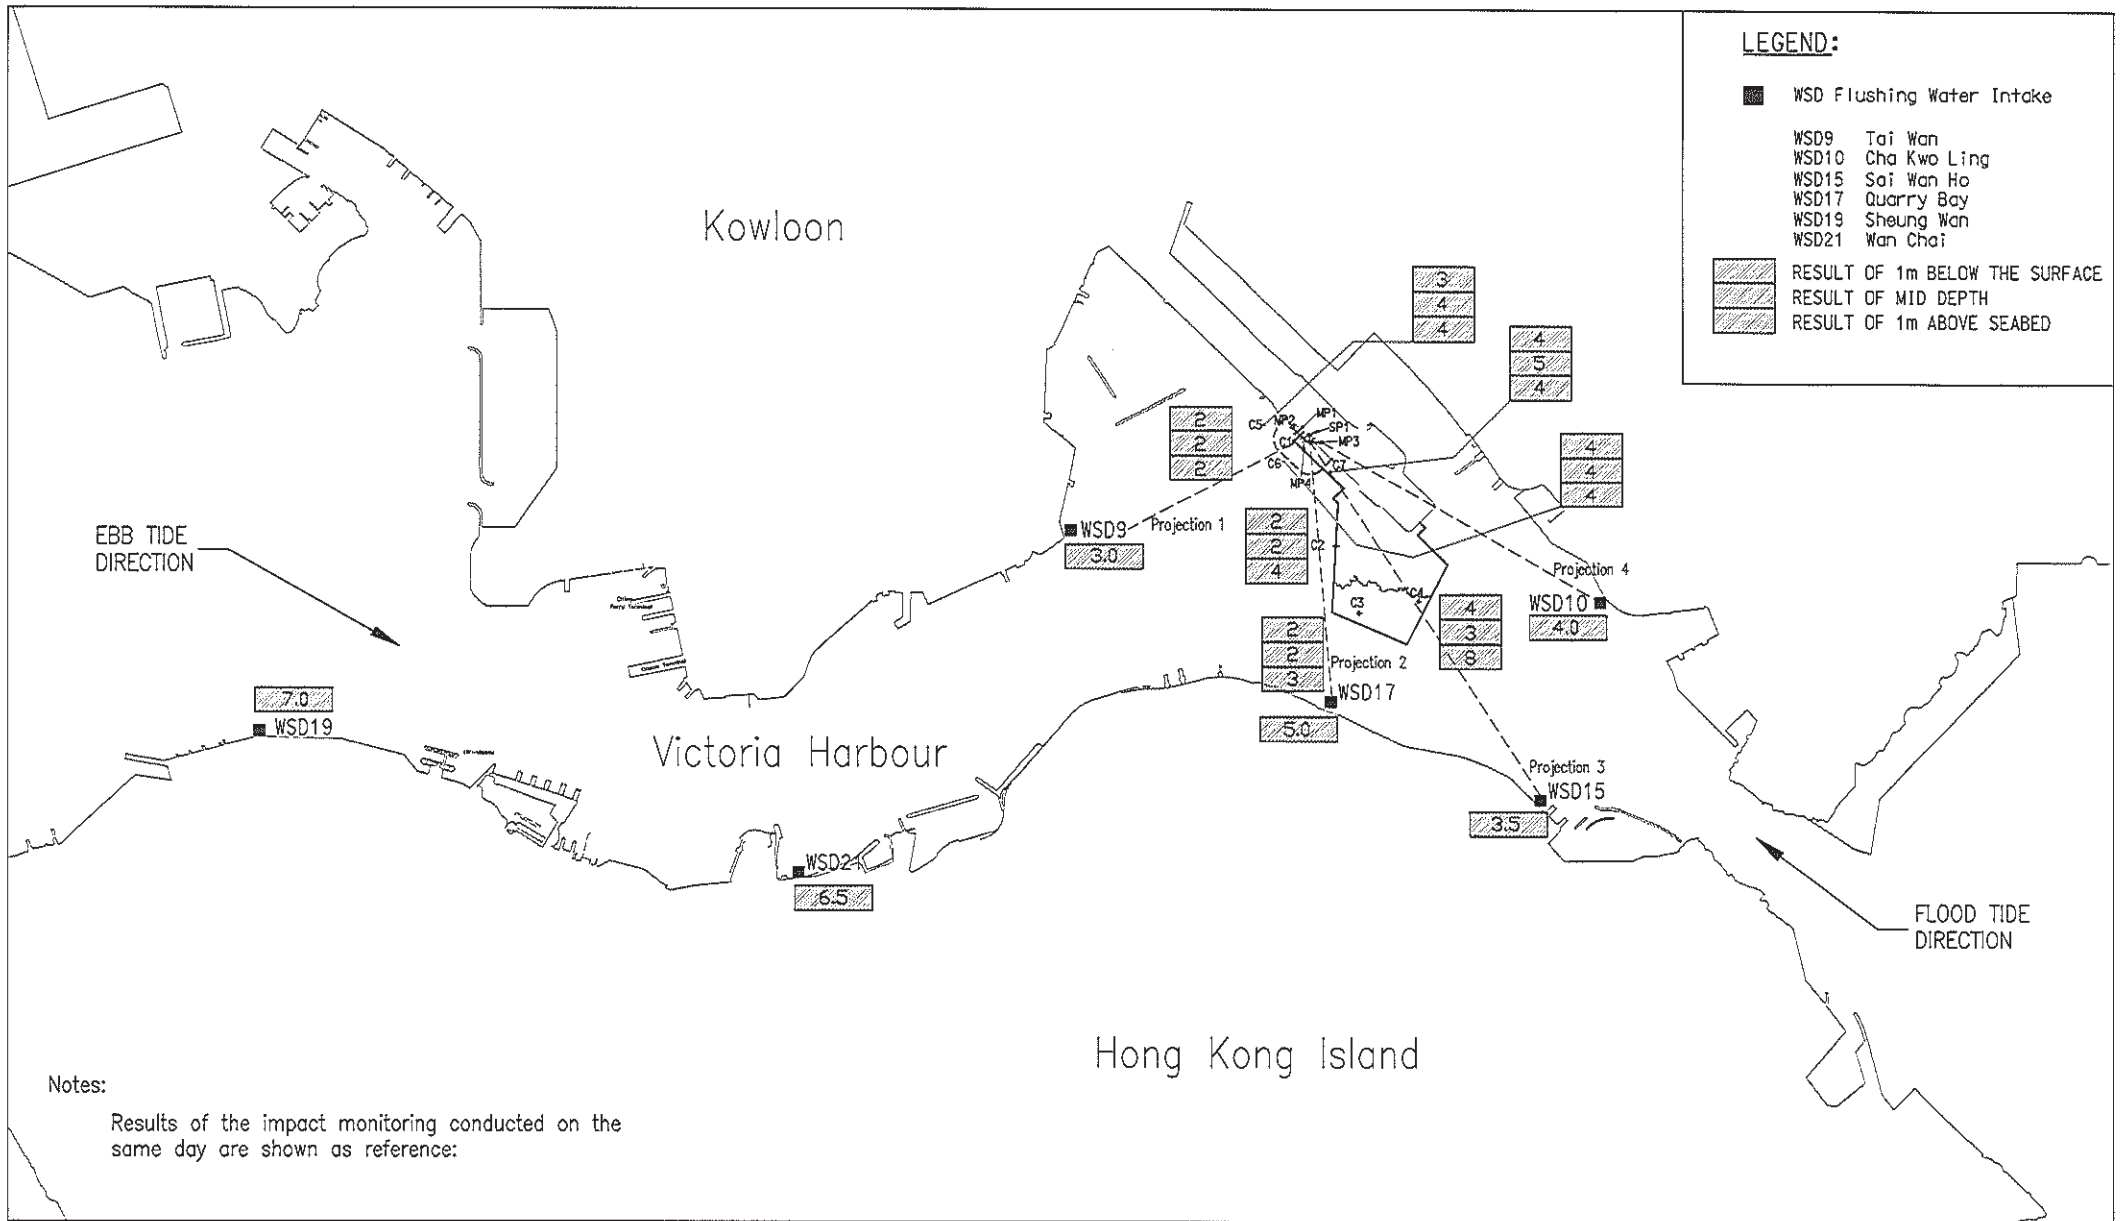 LEGEND:
WSD Flushing Water Intake
WSD9 Tai Wan
WSD10 Cha Kwo Ling
WSD15 Sai Wan Ho
WSD17 Quarry Bay
WSD19 Sheung Wan
WSD21 Wan Chai
RESULT OF 1m BELOW THE SURFACE
RESULT OF MID DEPTH
RESULT OF 1m ABOVE SEABED
Kowloon
3
4
4
4
5
4
2
2
2
C5
MP2
MP1
SP1
C1
MP3
C6
C7
MP4
4
4
4
EBB TIDE
DIRECTION
WSD9
3.0
Projection 1
2
2
4
C2
Projection 4
WSD10
4.0
C3
C4
4
3
8
Ferry Terminal
Terminal
2
2
3
Projection 2
WSD17
5.0
7.0
WSD19
Victoria Harbour
Projection 3
WSD15
3.5
WSD21
6.5
FLOOD TIDE
DIRECTION
Hong Kong Island
Notes:
Results of the impact monitoring conducted on the
same day are shown as reference: